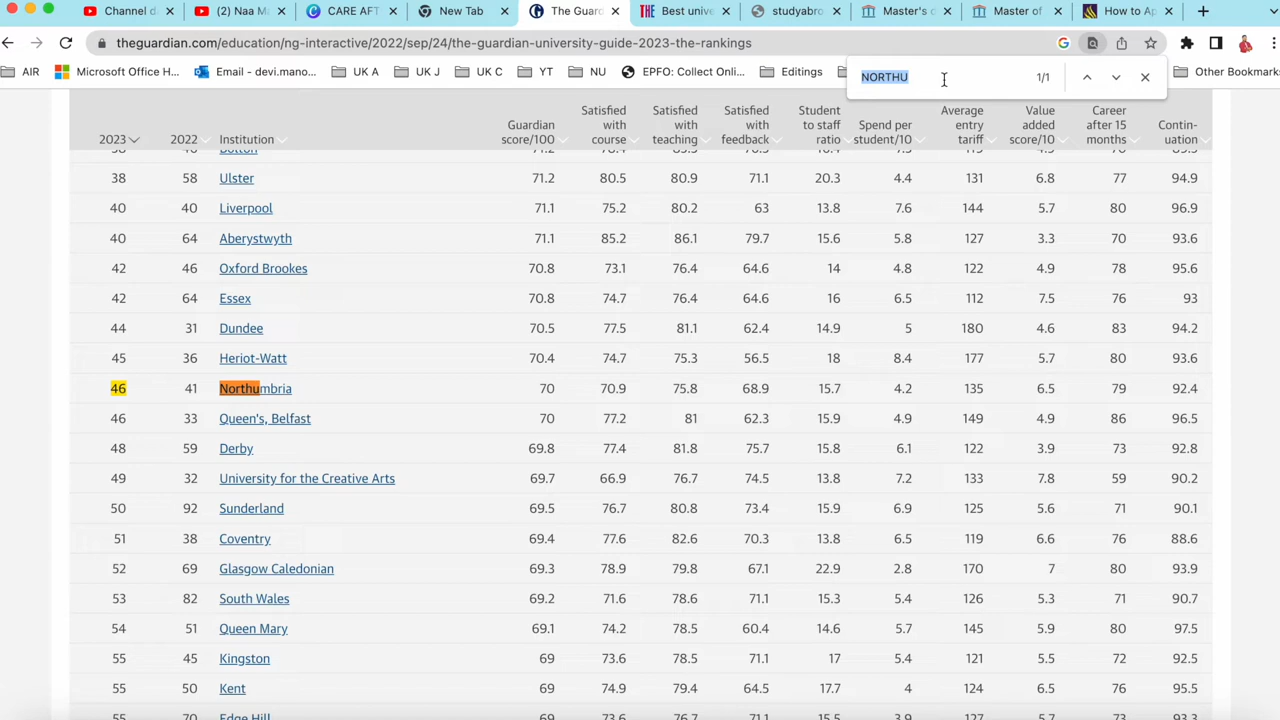 Channel d
(2) Naa M
CARE AFT
New Tab
The Guar
Best unive
studyabro
Master's d
Master of
How to Ap
theguardian.com/education/ng-interactive/2022/sep/24/the-guardian-university-guide-2023-the-rankings
AIR Microsoft Office H... Email - devi.mano... UK A UK J UK C YT NU EPFO: Collect Onli... Editings Other Bookmarks
NORTHU 1/1
2023 2022 Institution Guardian score/100 Satisfied with course Satisfied with teaching Satisfied with feedback Student to staff ratio Spend per student/10 Average entry tariff Value added score/10 Career after 15 months Contin-uation
38 58 Ulster 71.2 80.5 80.9 71.1 20.3 4.4 131 6.8 77 94.9
40 40 Liverpool 71.1 75.2 80.2 63 13.8 7.6 144 5.7 80 96.9
40 64 Aberystwyth 71.1 85.2 86.1 79.7 15.6 5.8 127 3.3 70 93.6
42 46 Oxford Brookes 70.8 73.1 76.4 64.6 14 4.8 122 4.9 78 95.6
42 64 Essex 70.8 74.7 76.4 64.6 16 6.5 112 7.5 76 93
44 31 Dundee 70.5 77.5 81.1 62.4 14.9 5 180 4.6 83 94.2
45 36 Heriot-Watt 70.4 74.7 75.3 56.5 18 8.4 177 5.7 80 93.6
46 41 Northumbria 70 70.9 75.8 68.9 15.7 4.2 135 6.5 79 92.4
46 33 Queen's, Belfast 70 77.2 81 62.3 15.9 4.9 149 4.9 86 96.5
48 59 Derby 69.8 77.4 81.8 75.7 15.8 6.1 122 3.9 73 92.8
49 32 University for the Creative Arts 69.7 66.9 76.7 74.5 13.8 7.2 133 7.8 59 90.2
50 92 Sunderland 69.5 76.7 80.8 73.4 15.9 6.9 125 5.6 71 90.1
51 38 Coventry 69.4 77.6 82.6 70.3 13.8 6.5 119 6.6 76 88.6
52 69 Glasgow Caledonian 69.3 78.9 79.8 67.1 22.9 2.8 170 7 80 93.9
53 82 South Wales 69.2 71.6 78.6 71.1 15.3 5.4 126 5.3 71 90.7
54 51 Queen Mary 69.1 74.2 78.5 60.4 14.6 5.7 145 5.9 80 97.5
55 45 Kingston 69 73.6 78.5 71.1 17 5.4 121 5.5 72 92.5
55 50 Kent 69 74.9 79.4 64.5 17.7 4 124 6.5 76 95.5
55 70 Edge Hill 69 73.6 76.7 71.1 15.5 3.9 127 5 73 93.3